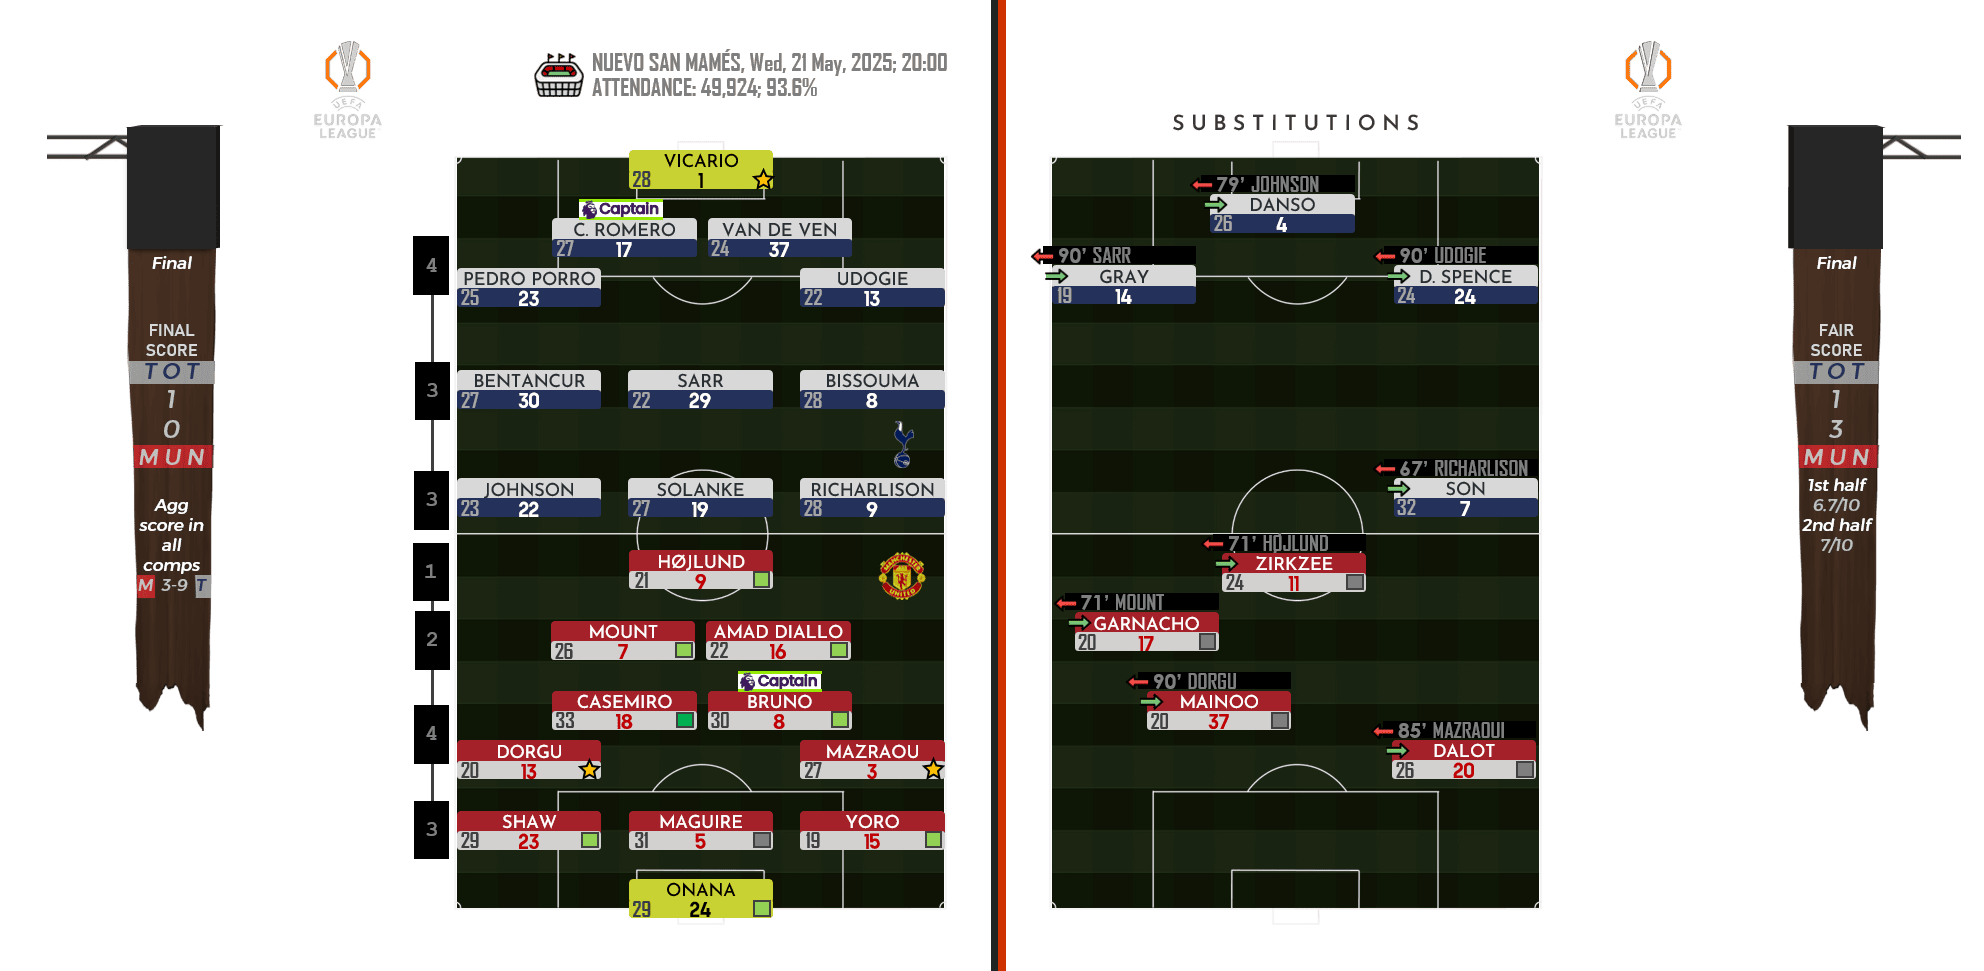 UEFA
EUROPA
LEAGUE
NUEVO SAN MAMÉS, Wed, 21 May, 2025; 20:00
ATTENDANCE: 49,924; 93.6%
Final
FINAL
SCORE
TOT
1
0
MUN
Agg
score in
all
comps
M 3-9 T
VICARIO
28 1
Captain
C. ROMERO
27 17
VAN DE VEN
24 37
4
PEDRO PORRO
25 23
UDOGIE
22 13
3
BENTANCUR
27 30
SARR
22 29
BISSOUMA
28 8
3
JOHNSON
23 22
SOLANKE
27 19
RICHARLISON
28 9
1
HØJLUND
21 9
MANCHESTER
UNITED
2
MOUNT
26 7
AMAD DIALLO
22 16
Captain
CASEMIRO
33 18
BRUNO
30 8
4
DORGU
20 13
MAZRAOU
27 3
3
SHAW
29 23
MAGUIRE
31 5
YORO
19 15
ONANA
29 24
SUBSTITUTIONS
UEFA
EUROPA
LEAGUE
79’ JOHNSON
DANSO
26 4
90’ SARR
GRAY
19 14
90’ UDOGIE
D. SPENCE
24 24
67’ RICHARLISON
SON
32 7
71’ HØJLUND
ZIRKZEE
24 11
71’ MOUNT
GARNACHO
20 17
90’ DORGU
MAINOO
20 37
85’ MAZRAOUI
DALOT
26 20
Final
FAIR
SCORE
TOT
1
3
MUN
1st half
6.7/10
2nd half
7/10